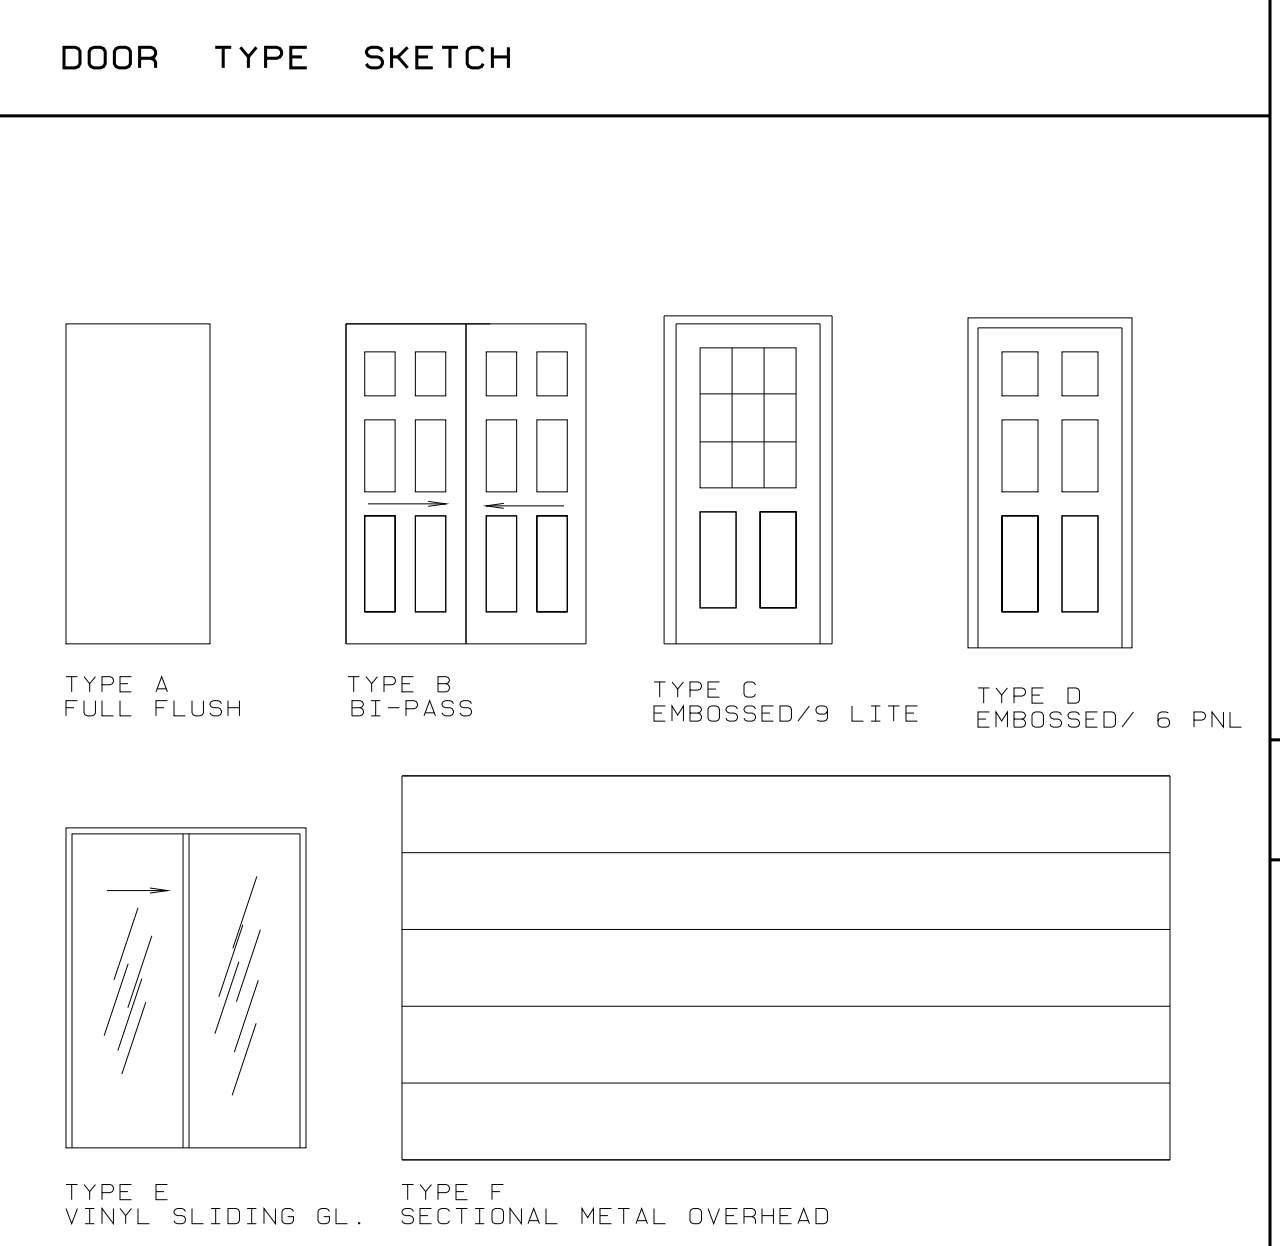 DOOR TYPE SKETCH
TYPE A
FULL FLUSH
TYPE B
BI-PASS
TYPE C
EMBOSSED/9 LITE
TYPE D
EMBOSSED/ 6 PNL
TYPE E
VINYL SLIDING GL.
TYPE F
SECTIONAL METAL OVERHEAD